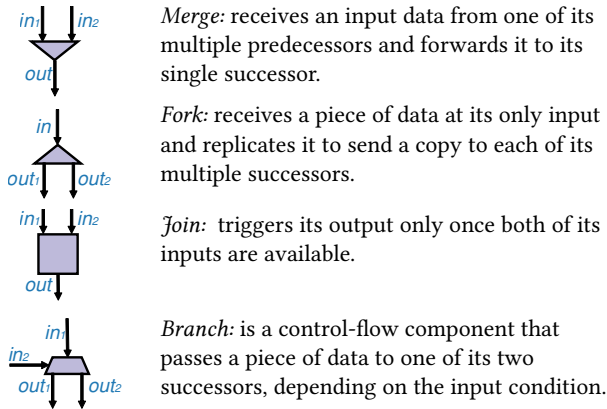 in1 in2
out
Merge: receives an input data from one of its
multiple predecessors and forwards it to its
single successor.
in
out1 out2
Fork: receives a piece of data at its only input
and replicates it to send a copy to each of its
multiple successors.
in1 in2
out
Join: triggers its output only once both of its
inputs are available.
in1
in2
out1 out2
Branch: is a control-flow component that
passes a piece of data to one of its two
successors, depending on the input condition.